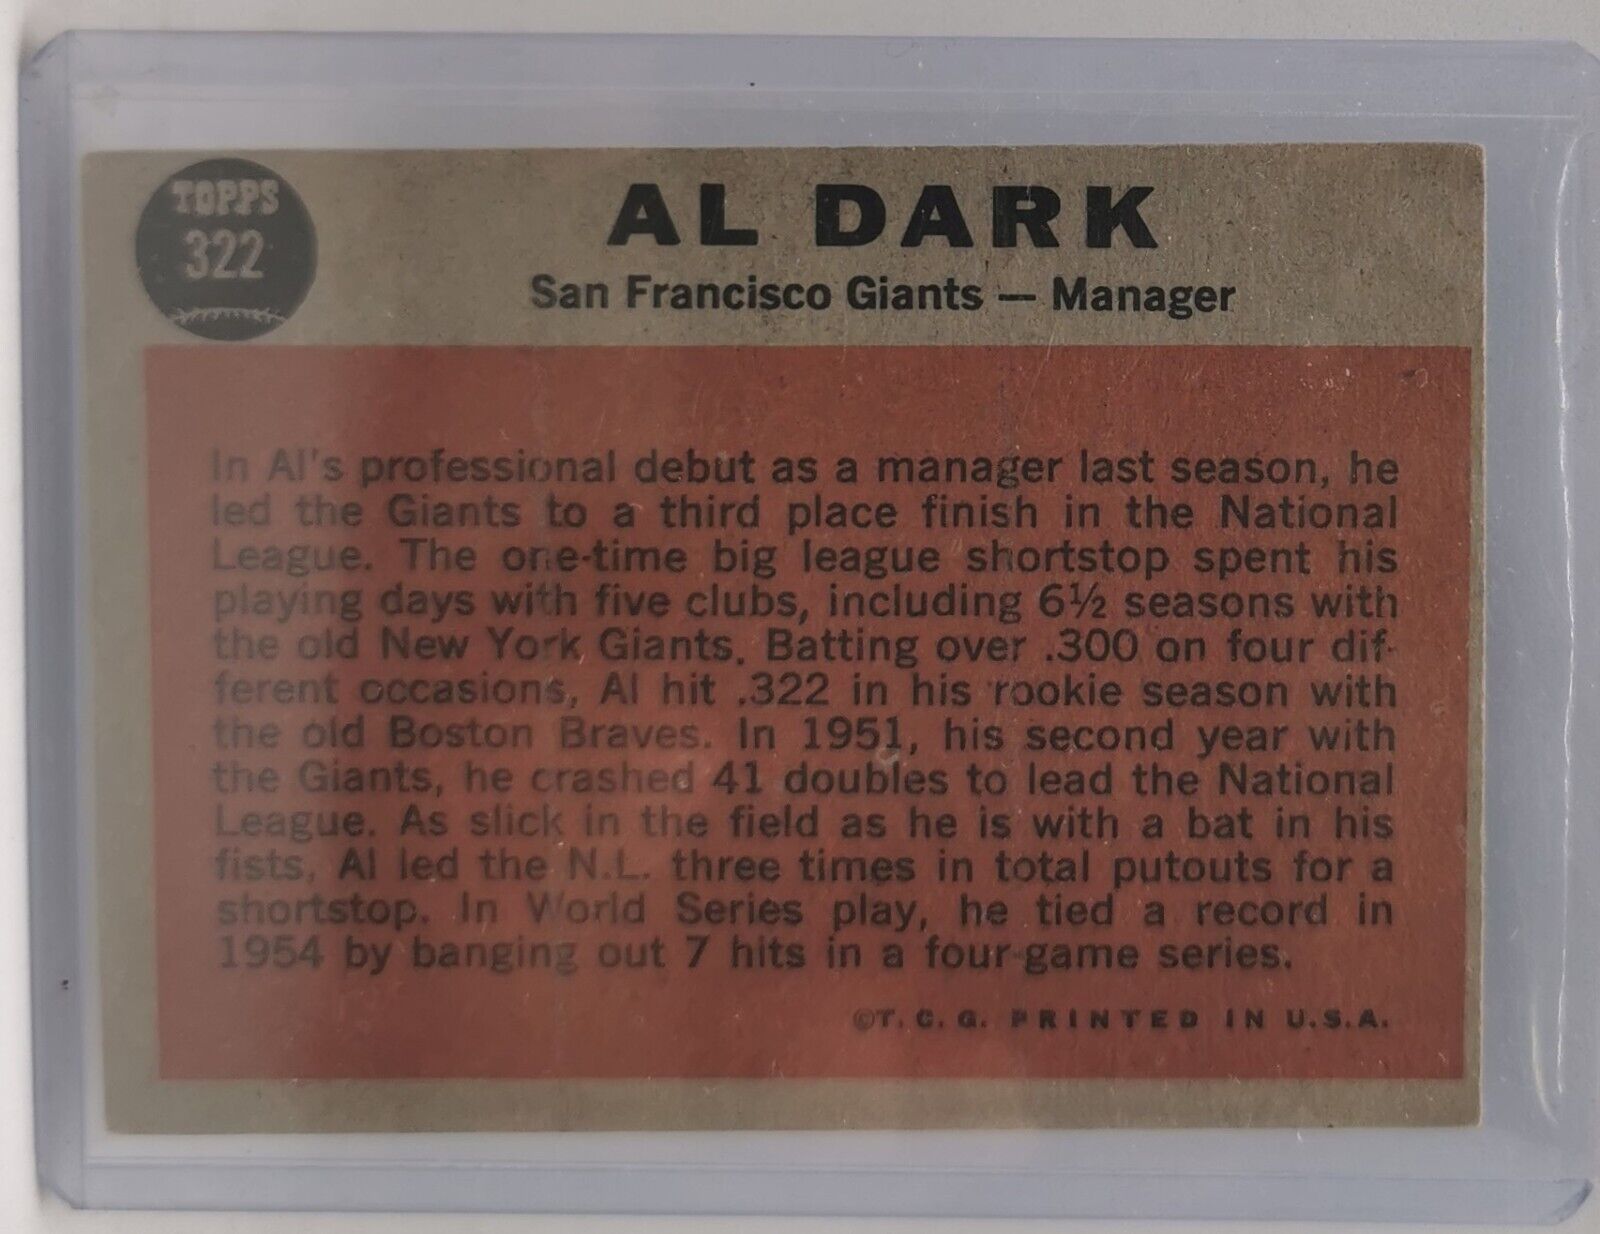 TOPPS
322
AL DARK
San Francisco Giants — Manager
In Al's professional debut as a manager last season, he
led the Giants to a third place finish in the National
League. The one-time big league shortstop spent his
playing days with five clubs, including 6½ seasons with
the old New York Giants. Batting over .300 on four dif-
ferent occasions, Al hit .322 in his rookie season with
the old Boston Braves. In 1951, his second year with
the Giants, he crashed 41 doubles to lead the National
League. As slick in the field as he is with a bat in his
fists, Al led the N.L. three times in total putouts for a
shortstop. In World Series play, he tied a record in
1954 by banging out 7 hits in a four-game series.
©T. C. G. PRINTED IN U.S.A.